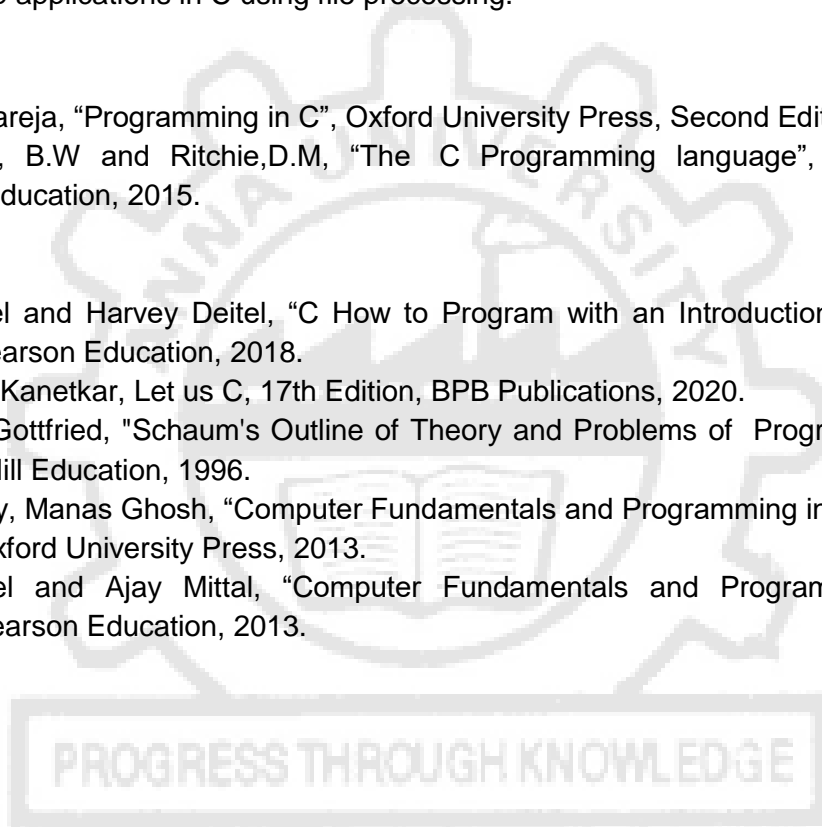 applications in C using file processing.
areja, “Programming in C”, Oxford University Press, Second Edit
, B.W and Ritchie,D.M, “The C Programming language”,
ducation, 2015.
el and Harvey Deitel, “C How to Program with an Introduction
earson Education, 2018.
Kanetkar, Let us C, 17th Edition, BPB Publications, 2020.
Gottfried, "Schaum's Outline of Theory and Problems of Progr
ill Education, 1996.
y, Manas Ghosh, “Computer Fundamentals and Programming in
xford University Press, 2013.
el and Ajay Mittal, “Computer Fundamentals and Program
earson Education, 2013.
ANNA UNIVERSITY
PROGRESS THROUGH KNOWLEDGE